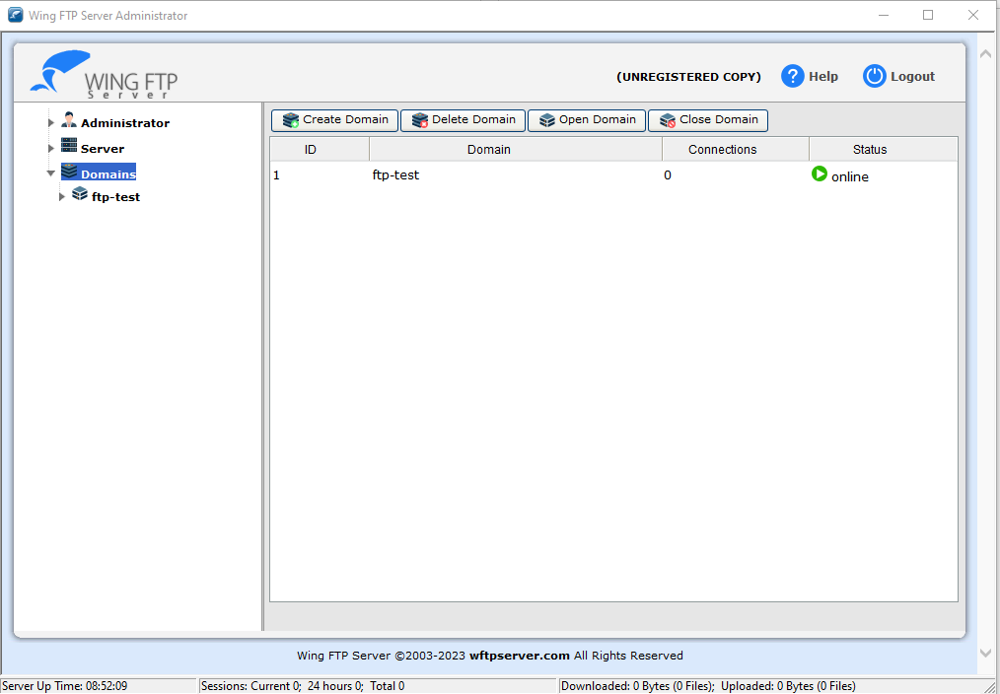 Wing FTP Server Administrator
WING FTP
Server
(UNREGISTERED COPY) ? Help Logout
Administrator
Server
Domains
ftp-test
Create Domain Delete Domain Open Domain Close Domain
ID Domain Connections Status
1 ftp-test 0 online
Wing FTP Server ©2003-2023 wftpserver.com All Rights Reserved
Server Up Time: 08:52:09 Sessions: Current 0; 24 hours 0; Total 0 Downloaded: 0 Bytes (0 Files); Uploaded: 0 Bytes (0 Files)